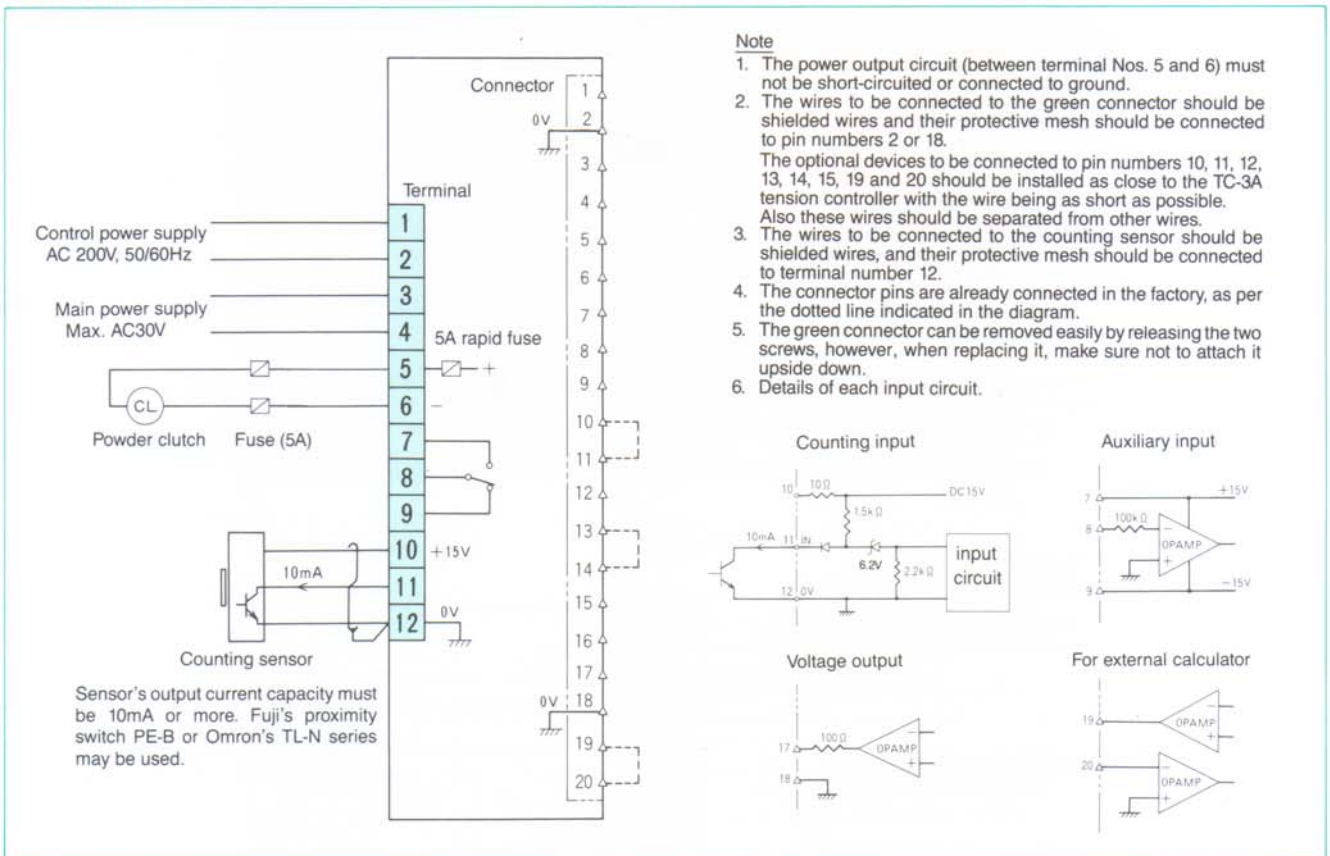 Connector
1
0V 2
3
4
5
6
7
8
9
10
11
12
13
14
15
16
17
0V 18
19
20
Terminal
1
2
3
4
5
6
7
8
9
10
11
12
Control power supply
AC 200V, 50/60Hz
Main power supply
Max. AC30V
5A rapid fuse
+
−
CL
Powder clutch
Fuse (5A)
+15V
10mA
0V
Counting sensor
Sensor's output current capacity must
be 10mA or more. Fuji's proximity
switch PE-B or Omron's TL-N series
may be used.
Note
1. The power output circuit (between terminal Nos. 5 and 6) must
not be short-circuited or connected to ground.
2. The wires to be connected to the green connector should be
shielded wires and their protective mesh should be connected
to pin numbers 2 or 18.
The optional devices to be connected to pin numbers 10, 11, 12,
13, 14, 15, 19 and 20 should be installed as close to the TC-3A
tension controller with the wire being as short as possible.
Also these wires should be separated from other wires.
3. The wires to be connected to the counting sensor should be
shielded wires, and their protective mesh should be connected
to terminal number 12.
4. The connector pins are already connected in the factory, as per
the dotted line indicated in the diagram.
5. The green connector can be removed easily by releasing the two
screws, however, when replacing it, make sure not to attach it
upside down.
6. Details of each input circuit.
Counting input
10 10Ω DC15V
1.5kΩ
10mA 11 IN
6.2V
2.2kΩ
input
circuit
12 0V
Auxiliary input
7 +15V
8 100kΩ −
OPAMP
+
9 −15V
Voltage output
17 100Ω OPAMP − +
18
For external calculator
19 OPAMP − +
20 − OPAMP +